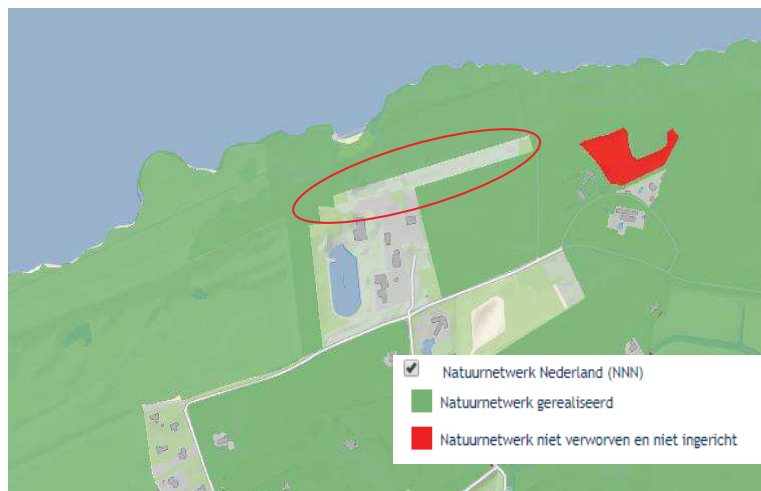 Natuurnetwerk Nederland (NNN)
Natuurnetwerk gerealiseerd
Natuurnetwerk niet verworven en niet ingericht